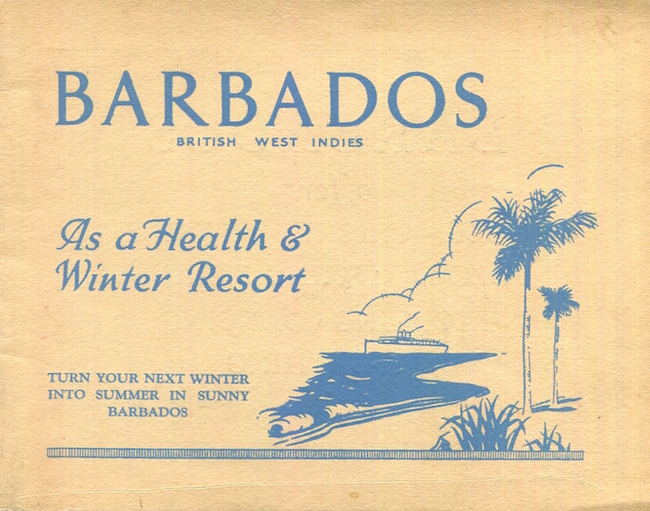 BARBADOS
BRITISH WEST INDIES
As a Health &
Winter Resort
TURN YOUR NEXT WINTER
INTO SUMMER IN SUNNY
BARBADOS